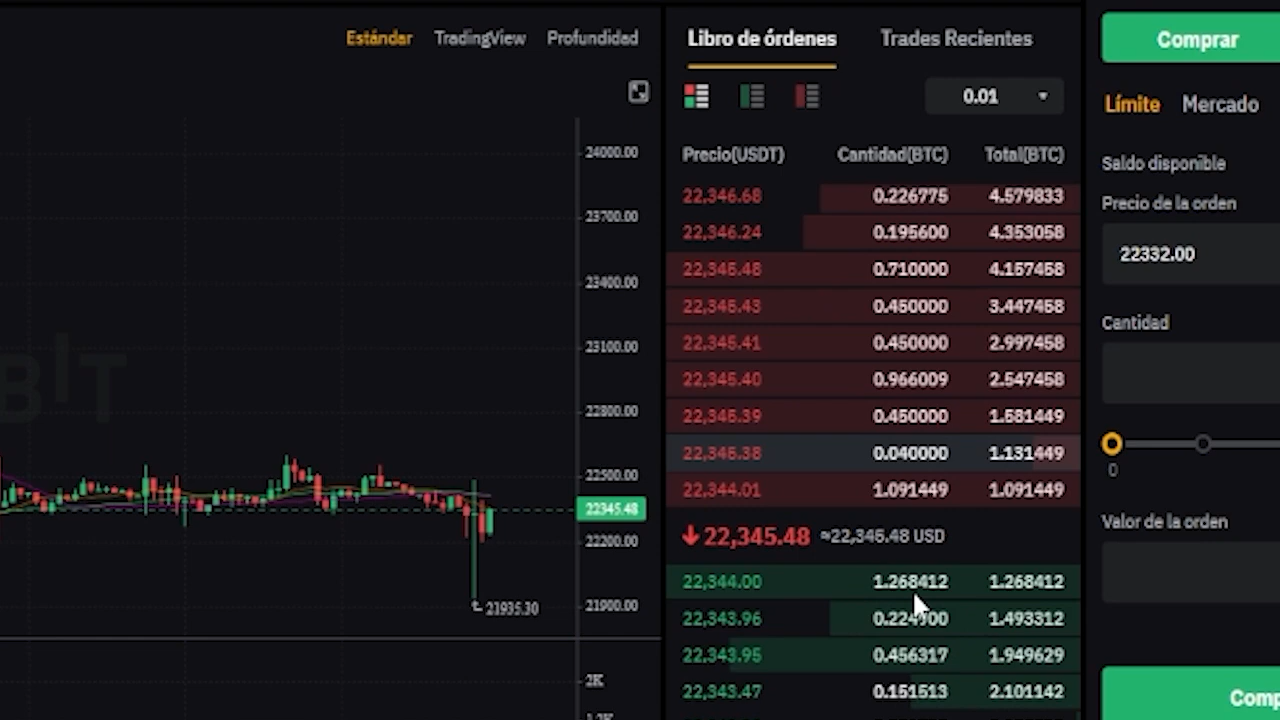 Estándar TradingView Profundidad
24000.00
23700.00
23400.00
23100.00
22800.00
22500.00
22345.48
22200.00
21935.30
21900.00
2K
BIT
Libro de órdenes Trades Recientes
0.01
Precio(USDT) Cantidad(BTC) Total(BTC)
22,346.68 0.226775 4.579833
22,346.24 0.195600 4.353058
22,345.48 0.710000 4.157458
22,345.43 0.450000 3.447458
22,345.41 0.450000 2.997458
22,345.40 0.966009 2.547458
22,345.39 0.450000 1.581449
22,345.38 0.040000 1.131449
22,344.01 1.091449 1.091449
22,345.48 ≈22,345.48 USD
22,344.00 1.268412 1.268412
22,343.96 0.224900 1.493312
22,343.95 0.456317 1.949629
22,343.47 0.151513 2.101142
Comprar
Límite Mercado
Saldo disponible
Precio de la orden
22332.00
Cantidad
0
Valor de la orden
Comp